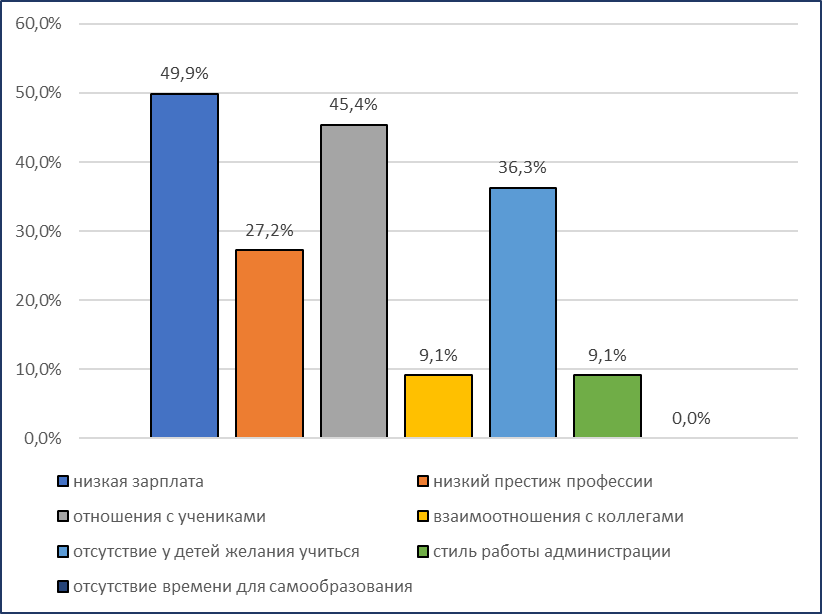 60,0%
50,0%
40,0%
30,0%
20,0%
10,0%
0,0%
49,9%
27,2%
45,4%
9,1%
36,3%
9,1%
0,0%
низкая зарплата
низкий престиж профессии
отношения с учениками
взаимоотношения с коллегами
отсутствие у детей желания учиться
стиль работы администрации
отсутствие времени для самообразования